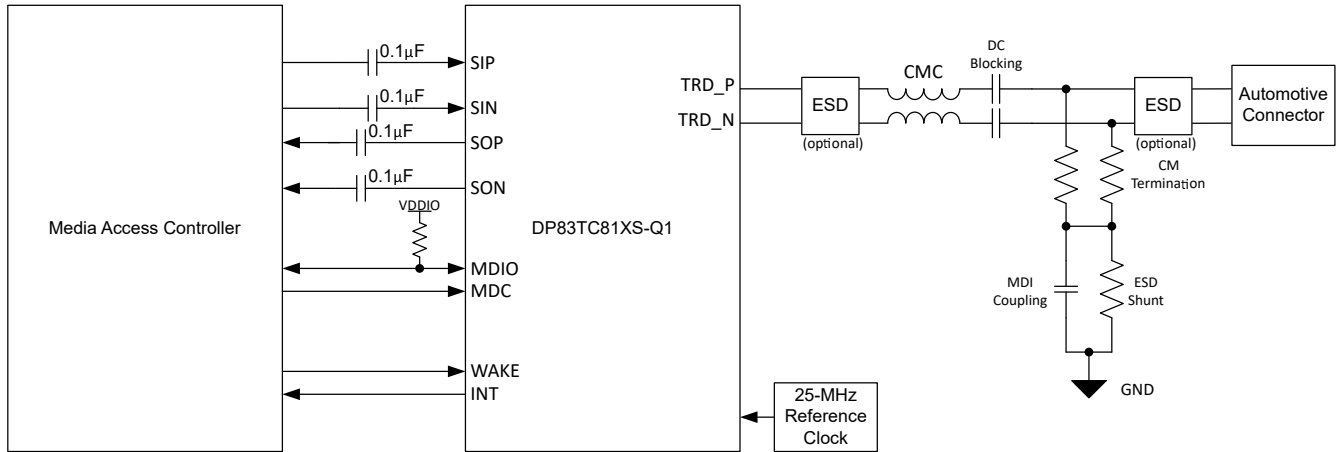 Media Access Controller
0.1µF
0.1µF
0.1µF
0.1µF
VDDIO
SIP
SIN
SOP
SON
MDIO
MDC
WAKE
INT
DP83TC81XS-Q1
TRD_P
TRD_N
25-MHz
Reference
Clock
ESD
(optional)
CMC
DC
Blocking
ESD
(optional)
CM
Termination
MDI
Coupling
ESD
Shunt
GND
Automotive
Connector